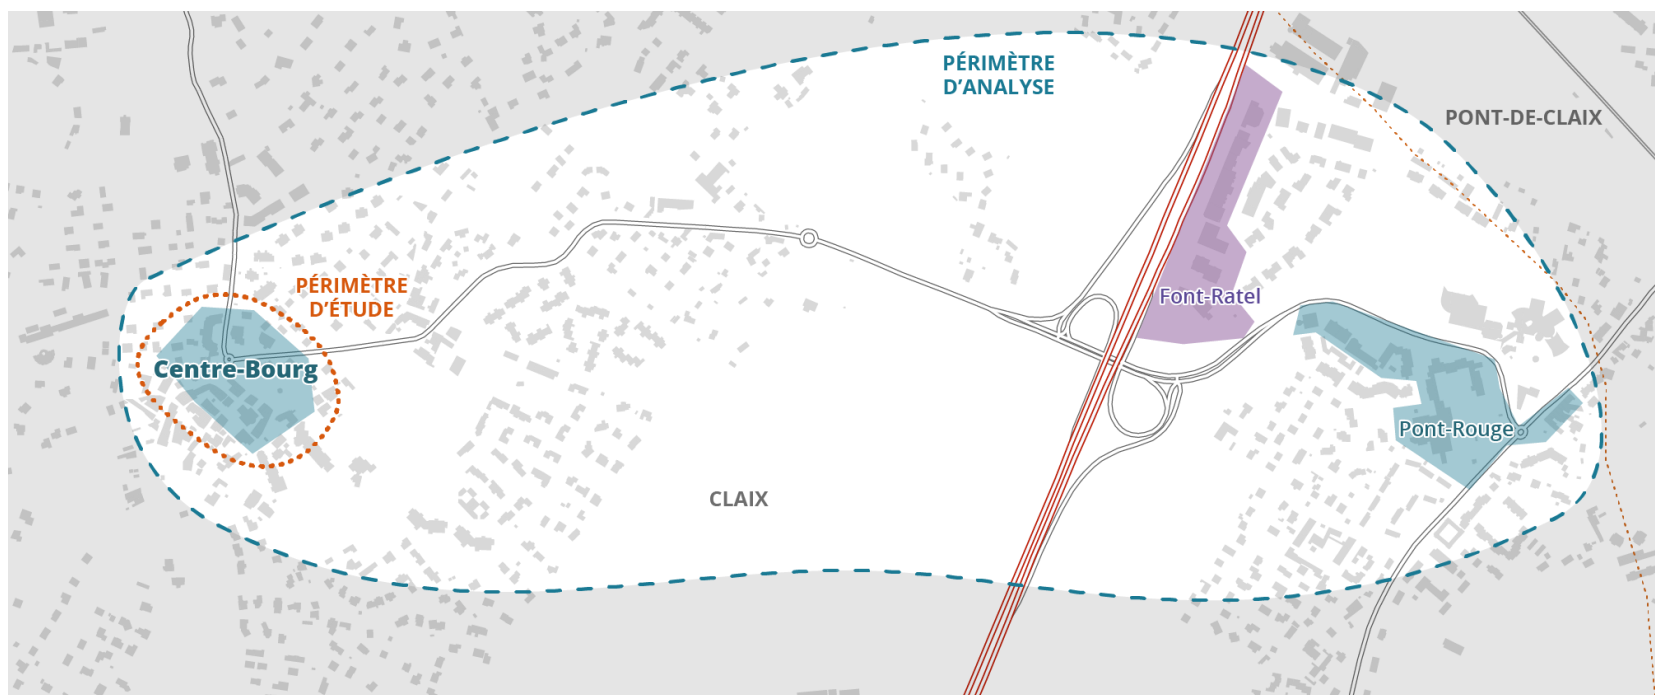 PÉRIMÈTRE
D’ANALYSE
PONT-DE-CLAIX
PÉRIMÈTRE
D’ÉTUDE
Font-Ratel
Centre-Bourg
Pont-Rouge
CLAIX